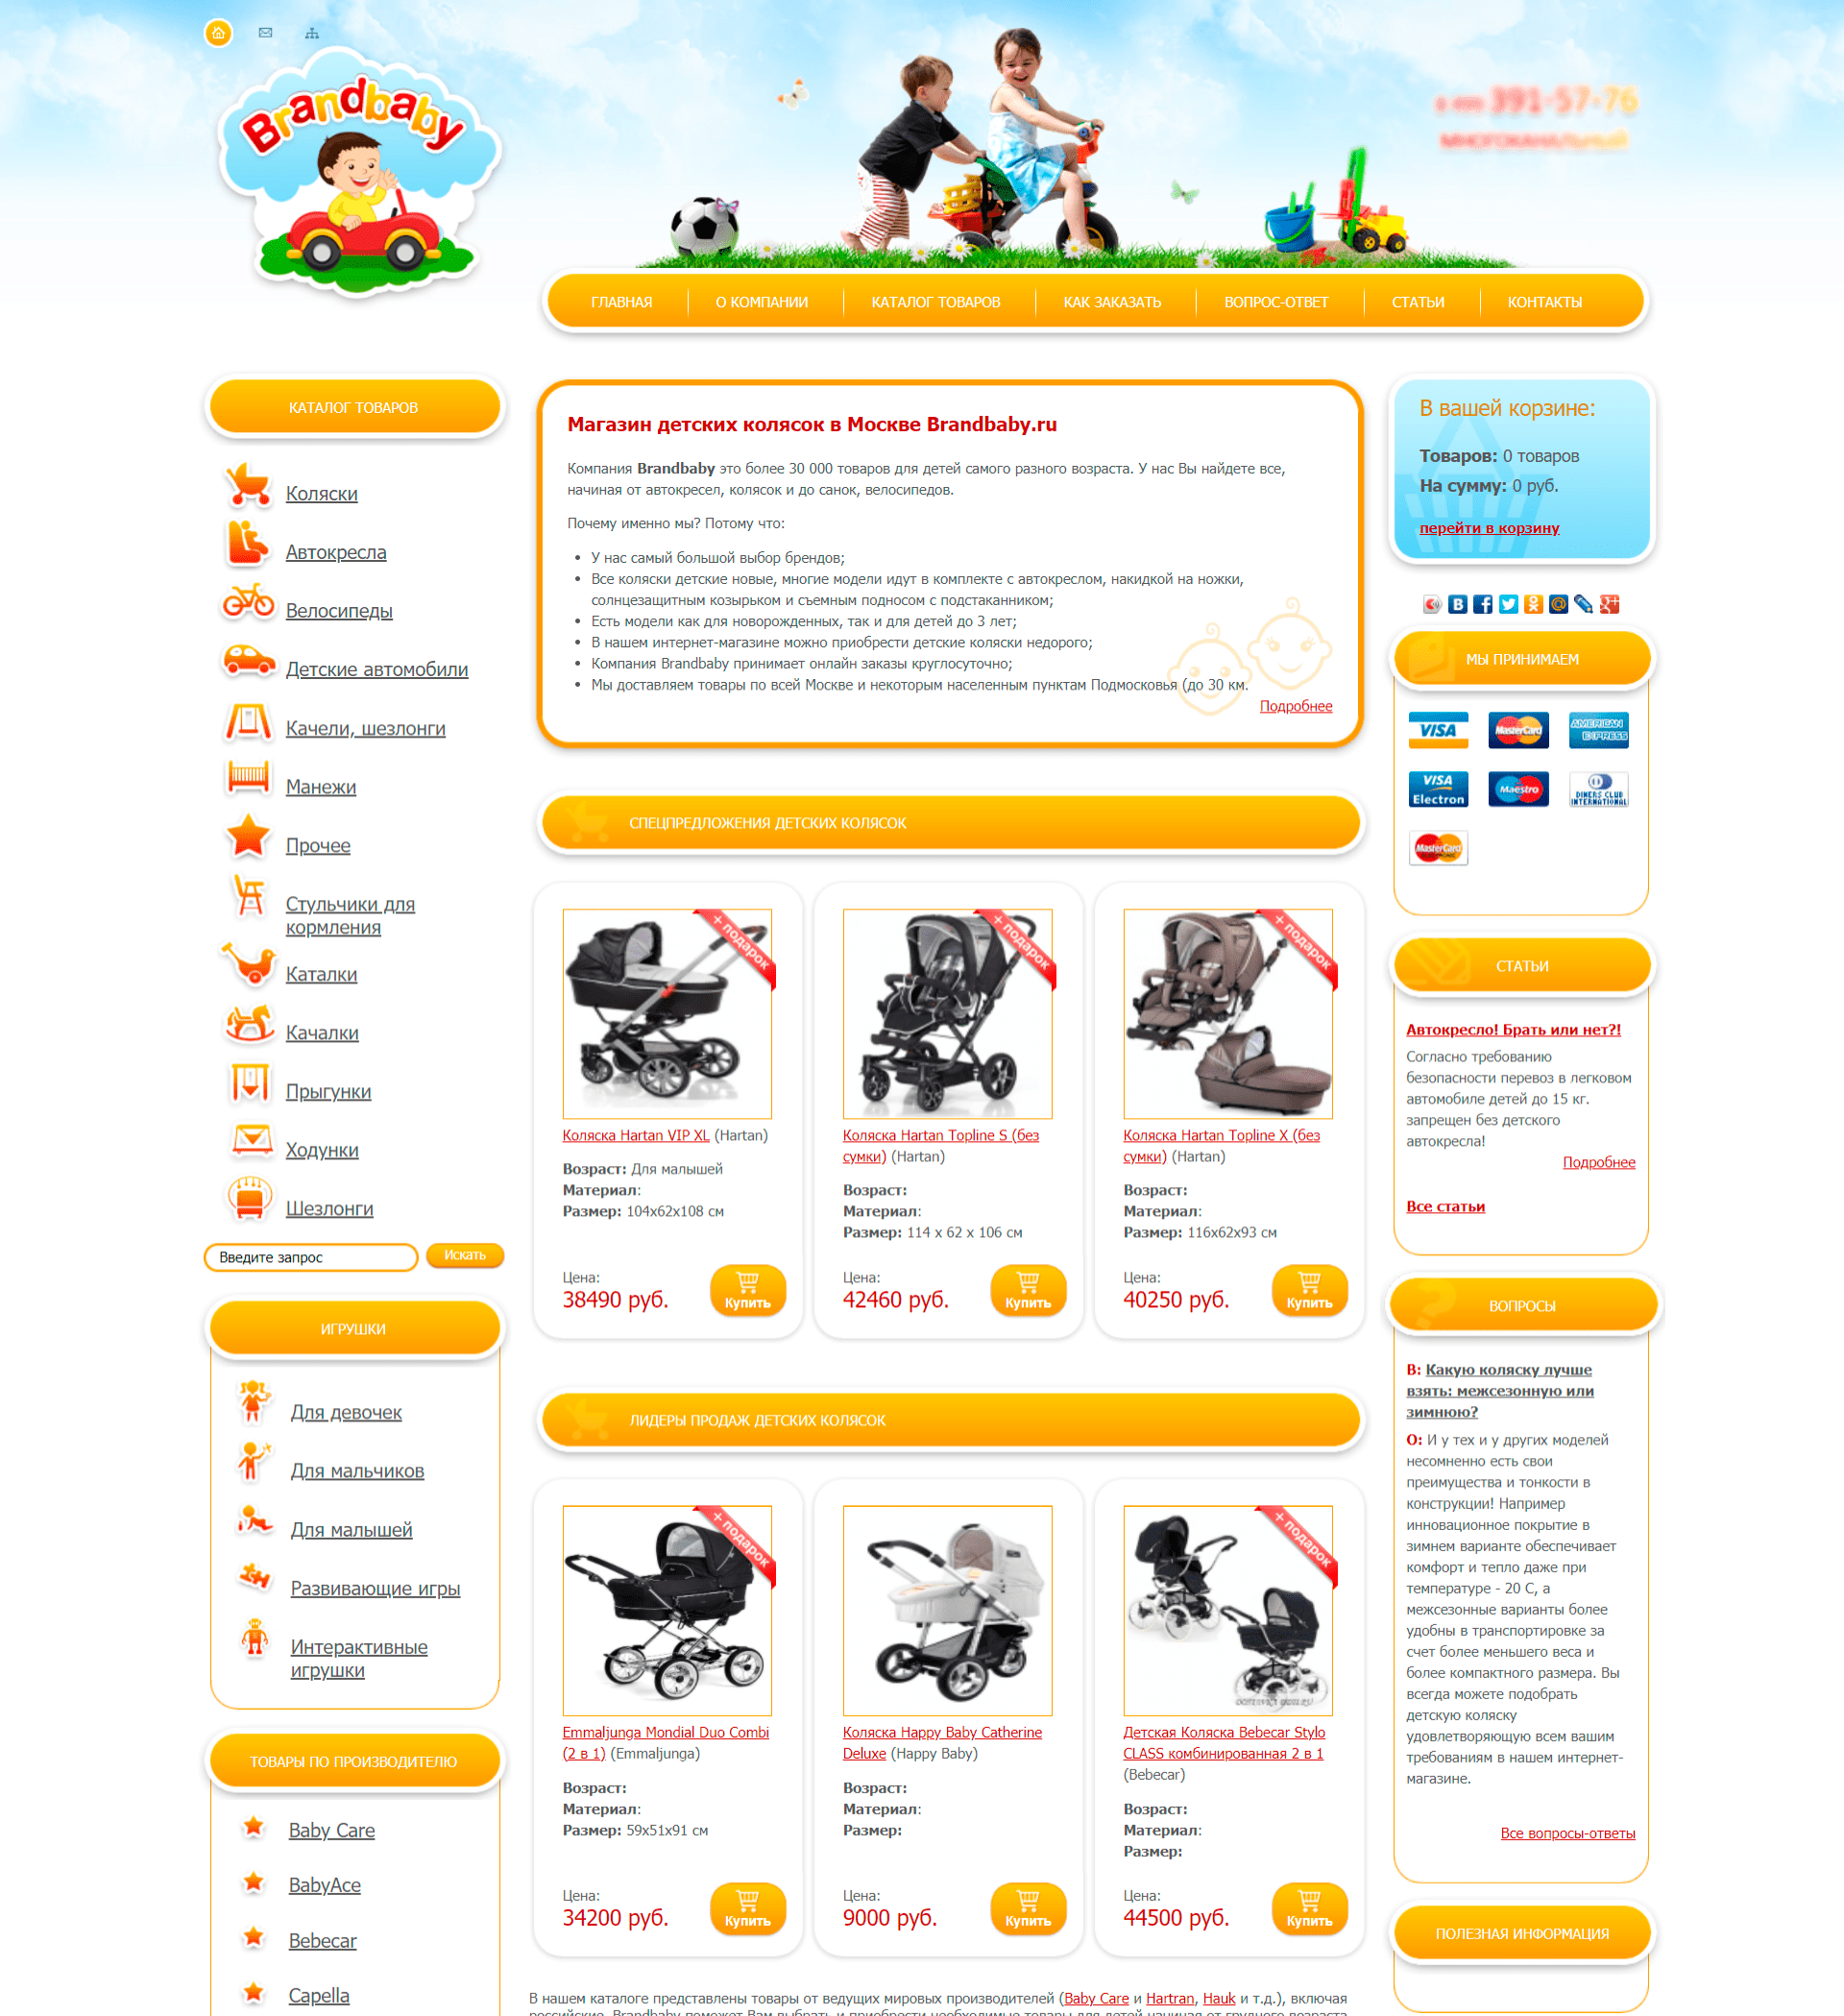 Brandbaby
391-57-76
МНОГОКАНАЛЬНЫЙ
ГЛАВНАЯ
О КОМПАНИИ
КАТАЛОГ ТОВАРОВ
КАК ЗАКАЗАТЬ
ВОПРОС-ОТВЕТ
СТАТЬИ
КОНТАКТЫ
КАТАЛОГ ТОВАРОВ
Коляски
Автокресла
Велосипеды
Детские автомобили
Качели, шезлонги
Манежи
Прочее
Стульчики для
кормления
Каталки
Качалки
Прыгунки
Ходунки
Шезлонги
Введите запрос
Искать
ИГРУШКИ
Для девочек
Для мальчиков
Для малышей
Развивающие игры
Интерактивные
игрушки
ТОВАРЫ ПО ПРОИЗВОДИТЕЛЮ
Baby Care
BabyAce
Bebecar
Capella
Магазин детских колясок в Москве Brandbaby.ru
Компания Brandbaby это более 30 000 товаров для детей самого разного возраста. У нас Вы найдете все,
начиная от автокресел, колясок и до санок, велосипедов.
Почему именно мы? Потому что:
• У нас самый большой выбор брендов;
• Все коляски детские новые, многие модели идут в комплекте с автокреслом, накидкой на ножки,
солнцезащитным козырьком и съемным подносом с подстаканником;
• Есть модели как для новорожденных, так и для детей до 3 лет;
• В нашем интернет-магазине можно приобрести детские коляски недорого;
• Компания Brandbaby принимает онлайн заказы круглосуточно;
• Мы доставляем товары по всей Москве и некоторым населенным пунктам Подмосковья (до 30 км.
Подробнее
СПЕЦПРЕДЛОЖЕНИЯ ДЕТСКИХ КОЛЯСОК
+ подарок
Коляска Hartan VIP XL (Hartan)
Возраст: Для малышей
Материал:
Размер: 104x62x108 см
Цена:
38490 руб.
Купить
+ подарок
Коляска Hartan Topline S (без
сумки) (Hartan)
Возраст:
Материал:
Размер: 114 x 62 x 106 см
Цена:
42460 руб.
Купить
+ подарок
Коляска Hartan Topline X (без
сумки) (Hartan)
Возраст:
Материал:
Размер: 116x62x93 см
Цена:
40250 руб.
Купить
ЛИДЕРЫ ПРОДАЖ ДЕТСКИХ КОЛЯСОК
+ подарок
Emmaljunga Mondial Duo Combi
(2 в 1) (Emmaljunga)
Возраст:
Материал:
Размер: 59x51x91 см
Цена:
34200 руб.
Купить
Коляска Happy Baby Catherine
Deluxe (Happy Baby)
Возраст:
Материал:
Размер:
Цена:
9000 руб.
Купить
+ подарок
Детская Коляска Bebecar Stylo
CLASS комбинированная 2 в 1
(Bebecar)
Возраст:
Материал:
Размер:
Цена:
44500 руб.
Купить
В нашем каталоге представлены товары от ведущих мировых производителей (Baby Care и Hartran, Hauk и т.д.), включая
российские. Brandbaby поможет Вам выбрать и приобрести необходимые товары для детей начиная от грудного возраста
В вашей корзине:
Товаров: 0 товаров
На сумму: 0 руб.
перейти в корзину
МЫ ПРИНИМАЕМ
VISA
MasterCard
AMERICAN
EXPRESS
VISA
Electron
Maestro
DINERS CLUB
INTERNATIONAL
MasterCard
СТАТЬИ
Автокресло! Брать или нет?!
Согласно требованию
безопасности перевоз в легковом
автомобиле детей до 15 кг.
запрещен без детского
автокресла!
Подробнее
Все статьи
ВОПРОСЫ
В: Какую коляску лучше
взять: межсезонную или
зимнюю?
О: И у тех и у других моделей
несомненно есть свои
преимущества и тонкости в
конструкции! Например
инновационное покрытие в
зимнем варианте обеспечивает
комфорт и тепло даже при
температуре - 20 С, а
межсезонные варианты более
удобны в транспортировке за
счет более меньшего веса и
более компактного размера. Вы
всегда можете подобрать
детскую коляску
удовлетворяющую всем вашим
требованиям в нашем интернет-
магазине.
Все вопросы-ответы
ПОЛЕЗНАЯ ИНФОРМАЦИЯ